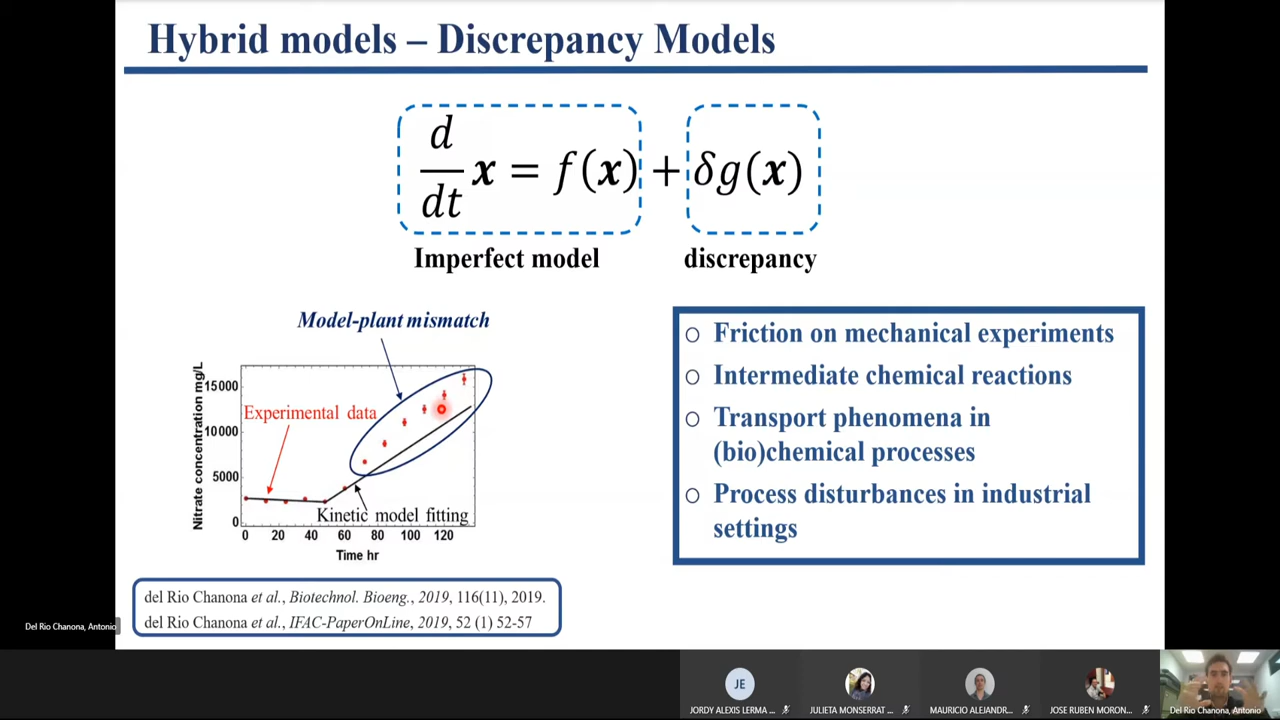 Hybrid models – Discrepancy Models
d/dt x = f(x) + δg(x)
Imperfect model
discrepancy
Model-plant mismatch
Nitrate concentration mg/L
15000
10000
5000
0
Experimental data
Kinetic model fitting
0 20 40 60 80 100 120
Time hr
○ Friction on mechanical experiments
○ Intermediate chemical reactions
○ Transport phenomena in
(bio)chemical processes
○ Process disturbances in industrial
settings
del Rio Chanona et al., Biotechnol. Bioeng., 2019, 116(11), 2019.
del Rio Chanona et al., IFAC-PaperOnLine, 2019, 52 (1) 52-57
Del Rio Chanona, Antonio
JE
JORDY ALEXIS LERMA ...
JULIETA MONSERRAT ...
MAURICIO ALEJANDR...
JOSE RUBEN MORON...
Del Rio Chanona, Antonio